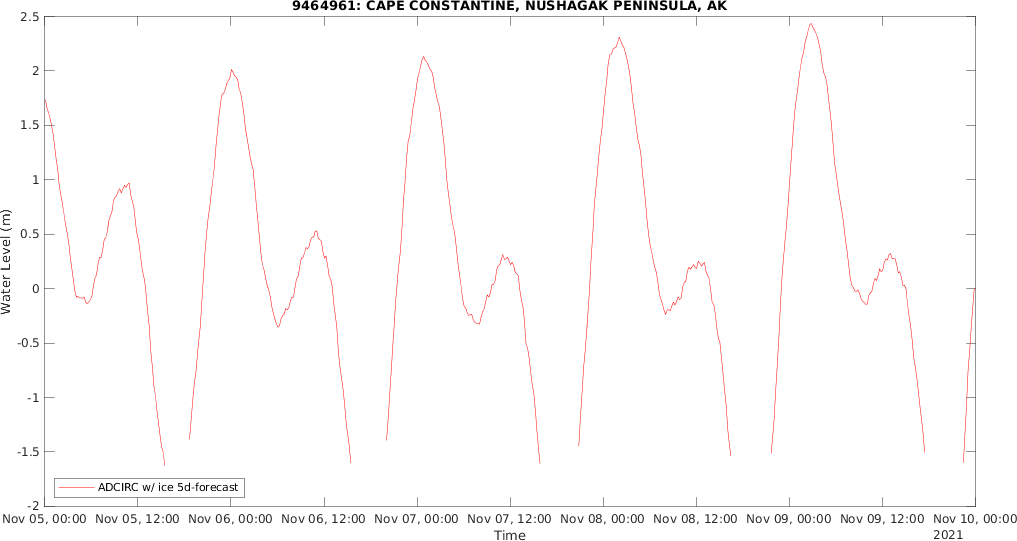 9464961: CAPE CONSTANTINE, NUSHAGAK PENINSULA, AK
2.5
2
1.5
1
0.5
0
-0.5
-1
-1.5
-2
Water Level (m)
ADCIRC w/ ice 5d-forecast
Nov 05, 00:00 Nov 05, 12:00 Nov 06, 00:00 Nov 06, 12:00 Nov 07, 00:00 Nov 07, 12:00 Nov 08, 00:00 Nov 08, 12:00 Nov 09, 00:00 Nov 09, 12:00 Nov 10, 00:00
Time
2021